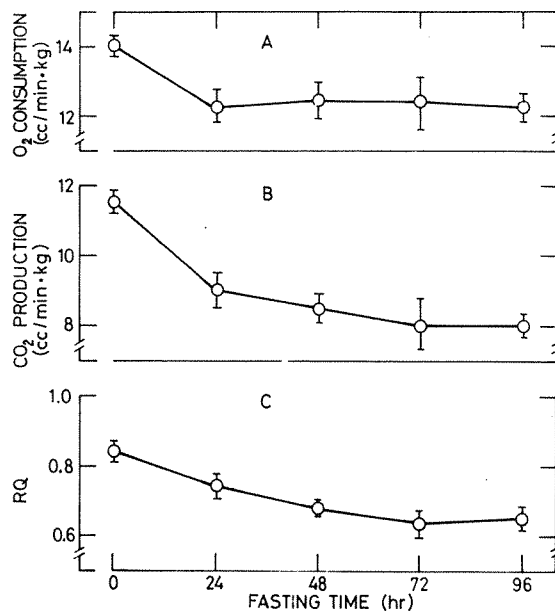 O₂ CONSUMPTION
(cc/min·kg)
14
12
A
CO₂ PRODUCTION
(cc/min·kg)
12
10
8
B
RQ
1.0
0.8
0.6
C
0 24 48 72 96
FASTING TIME (hr)